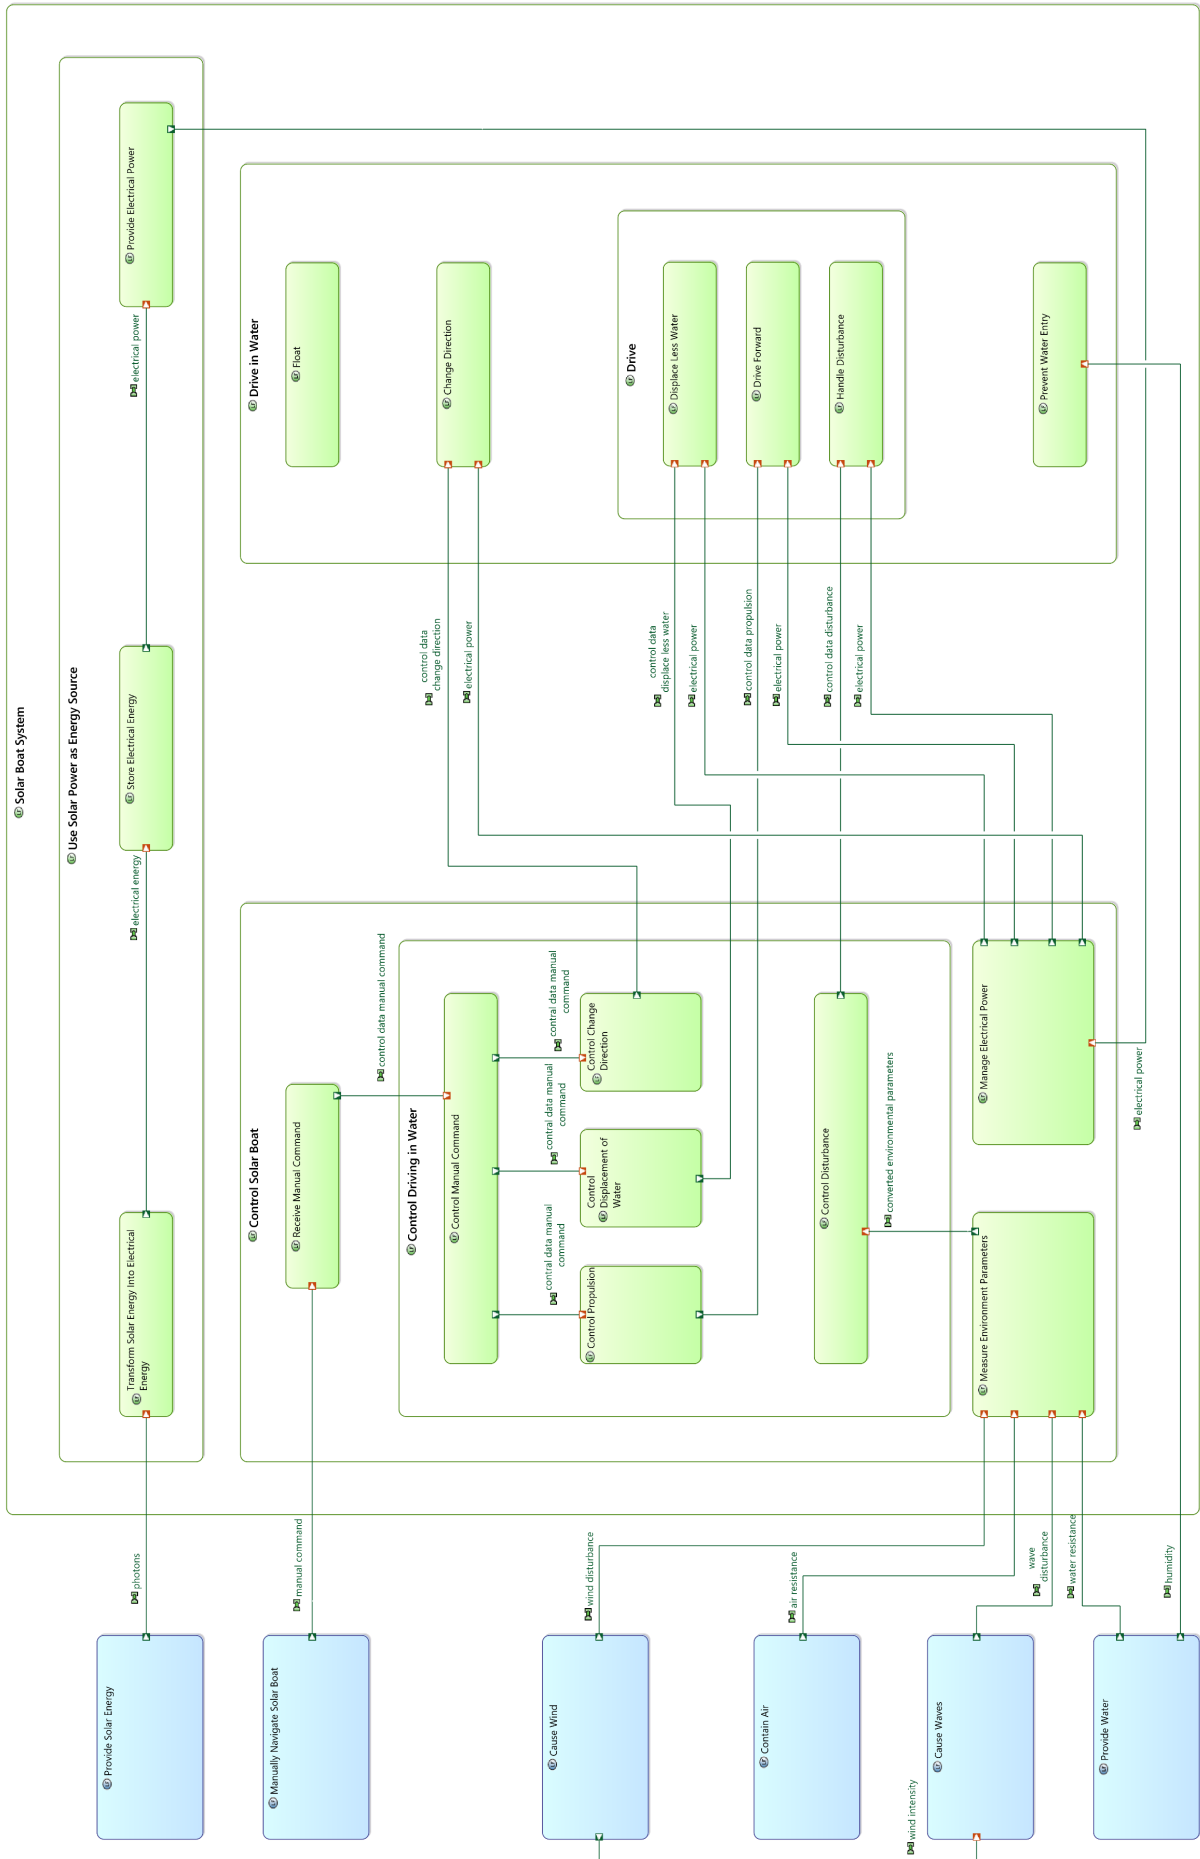 Solar Boat System
Use Solar Power as Energy Source
Provide Solar Energy
photons
Transform Solar Energy Into Electrical
Energy
electrical energy
Store Electrical Energy
electrical power
Provide Electrical Power
Manually Navigate Solar Boat
manual command
Control Solar Boat
Receive Manual Command
control data manual command
Drive in Water
Float
Control Driving in Water
Control Manual Command
control data
change direction
electrical power
Change Direction
Cause Wind
wind disturbance
contral data manual
command
contral data manual
command
contral data manual
command
Control Propulsion
Control
Displacement of
Water
Control Change
Direction
Drive
control data
displace less water
electrical power
Displace Less Water
control data propulsion
electrical power
Drive Forward
Contain Air
air resistance
Control Disturbance
control data disturbance
electrical power
Handle Disturbance
converted environmental parameters
wind intensity
Cause Waves
wave
disturbance
Measure Environment Parameters
Manage Electrical Power
Prevent Water Entry
water resistance
Provide Water
electrical power
humidity